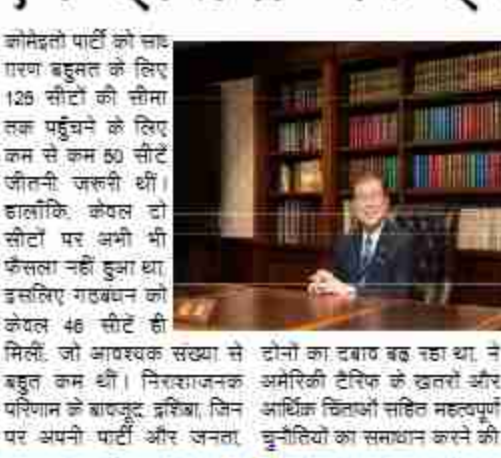 कोमेइतो पार्टी को साध
ारण बहुमत के लिए
125 सीटों की सीमा
तक पहुँचने के लिए
कम से कम 50 सीटें
जीतनी जरूरी थीं।
हालाँकि, केवल दो
सीटों पर अभी भी
फैसला नहीं हुआ था,
इसलिए गठबंधन को
केवल 46 सीटें ही
मिलीं, जो आवश्यक संख्या से
बहुत कम थीं। निराशाजनक
परिणाम के बावजूद, इशिबा, जिन
पर अपनी पार्टी और जनता,
दोनों का दबाव बढ़ रहा था, ने
अमेरिकी टैरिफ के खतरों और
आर्थिक चिंताओं सहित महत्वपूर्ण
चुनौतियों का समाधान करने की